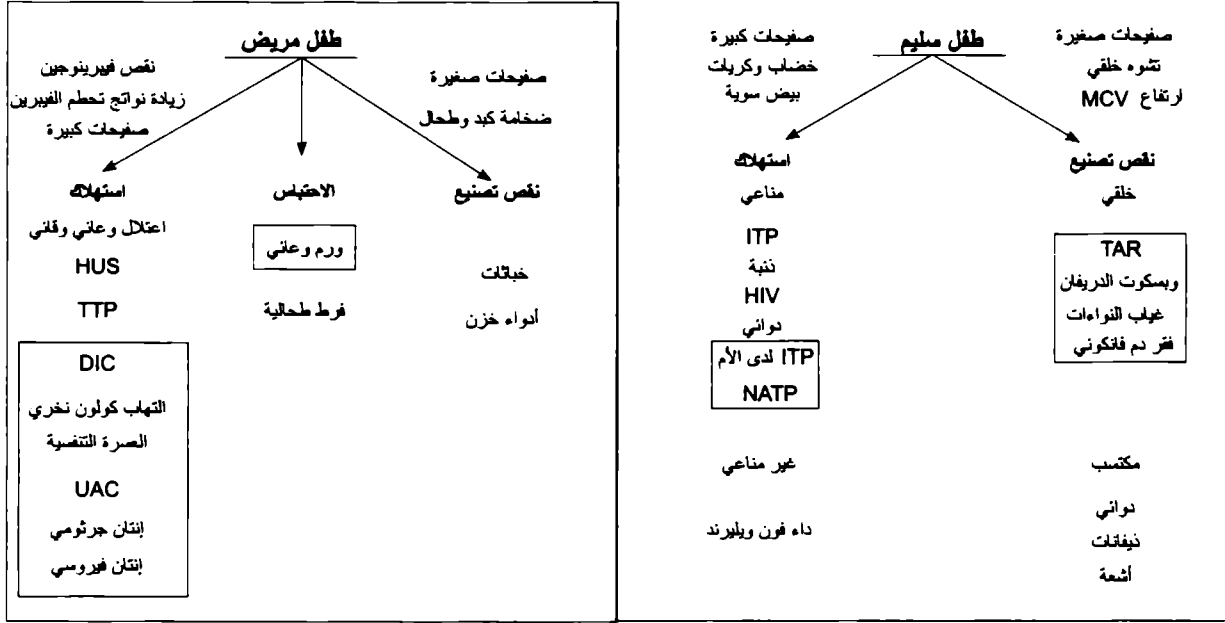 طفل سليم
صفيحات صغيرة
تشوه خلقي
ارتفاع MCV
نقص تصنيع
خلقي
TAR
ويسكوت الدريفان
غياب النواءات
فقر دم فانكوني
مكتسب
دوائي
ذيفانات
أشعة
صفيحات كبيرة
خضاب وكريات
بيض سوية
استهلاك
مناعي
ITP
ذئبة
HIV
دوائي
ITP لدى الأم
NATP
غير مناعي
داء فون ويليبرند
طفل مريض
صفيحات صغيرة
ضخامة كبد وطحال
نقص تصنيع
خباثات
أدواء خزن
الاحتباس
ورم وعائي
فرط طحالية
نقص فيبرينوجين
زيادة نواتج تحطم الفيبرين
صفيحات كبيرة
استهلاك
اعتلال وعائي وقائي
HUS
TTP
DIC
التهاب كولون نخري
العسرة التنفسية
UAC
إنتان جرثومي
إنتان فيروسي